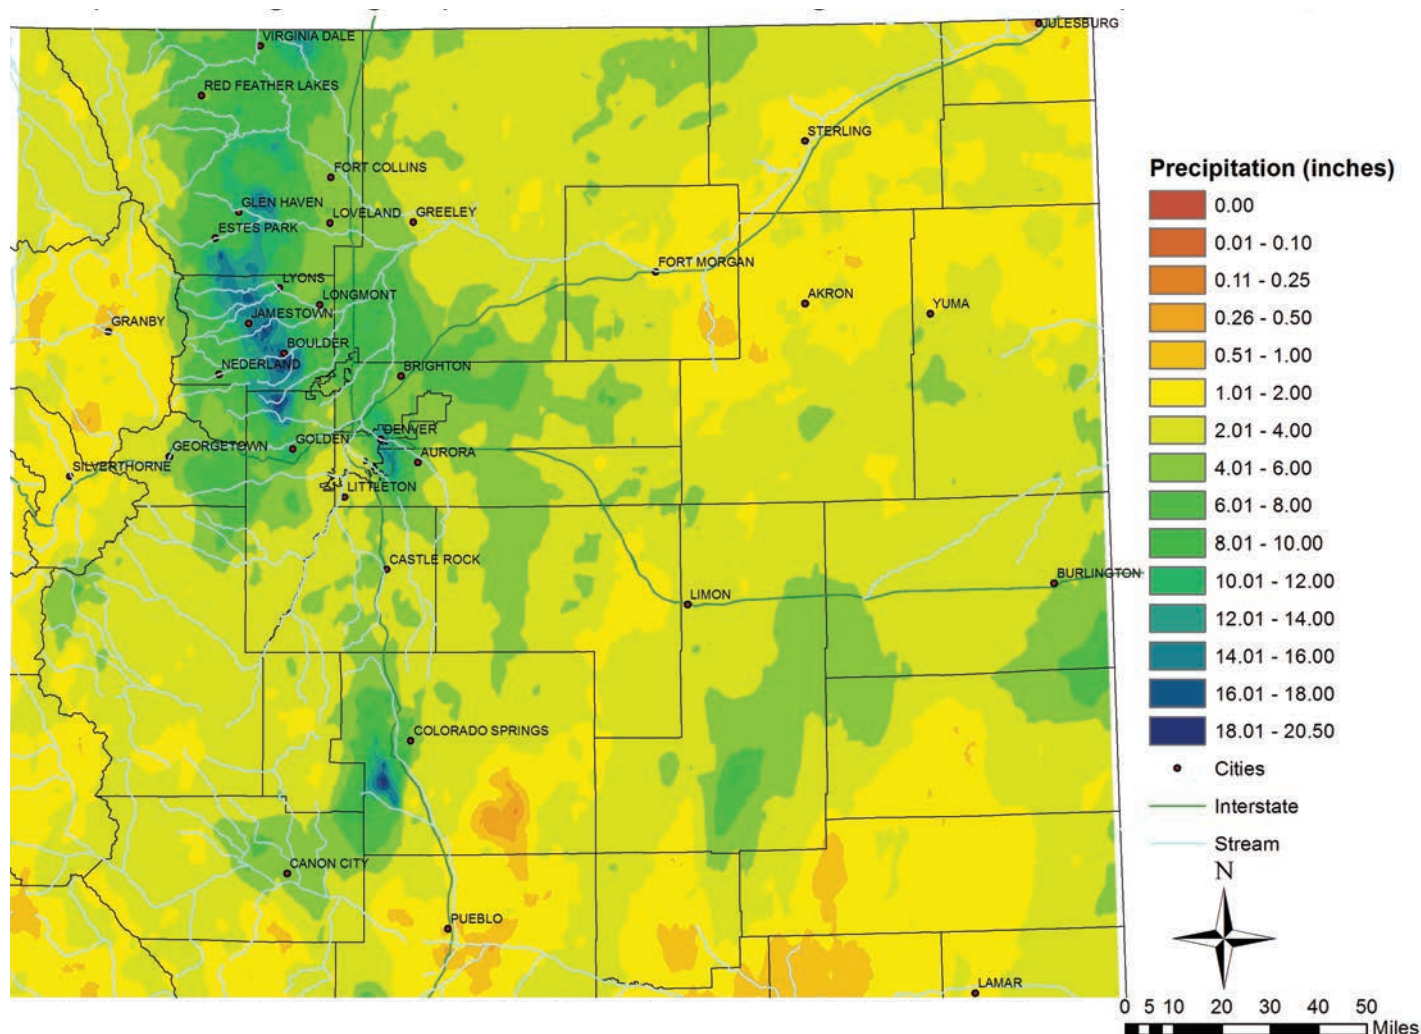 VIRGINIA DALE
JULESBURG
RED FEATHER LAKES
STERLING
FORT COLLINS
GLEN HAVEN
LOVELAND
GREELEY
ESTES PARK
FORT MORGAN
LYONS
LONGMONT
AKRON
YUMA
GRANBY
JAMESTOWN
BOULDER
NEDERLAND
BRIGHTON
DENVER
GEORGETOWN
GOLDEN
AURORA
SILVERTHORNE
LITTLETON
CASTLE ROCK
BURLINGTON
LIMON
COLORADO SPRINGS
CANON CITY
PUEBLO
LAMAR
Precipitation (inches)
0.00
0.01 - 0.10
0.11 - 0.25
0.26 - 0.50
0.51 - 1.00
1.01 - 2.00
2.01 - 4.00
4.01 - 6.00
6.01 - 8.00
8.01 - 10.00
10.01 - 12.00
12.01 - 14.00
14.01 - 16.00
16.01 - 18.00
18.01 - 20.50
Cities
Interstate
Stream
N
0 5 10 20 30 40 50
Miles